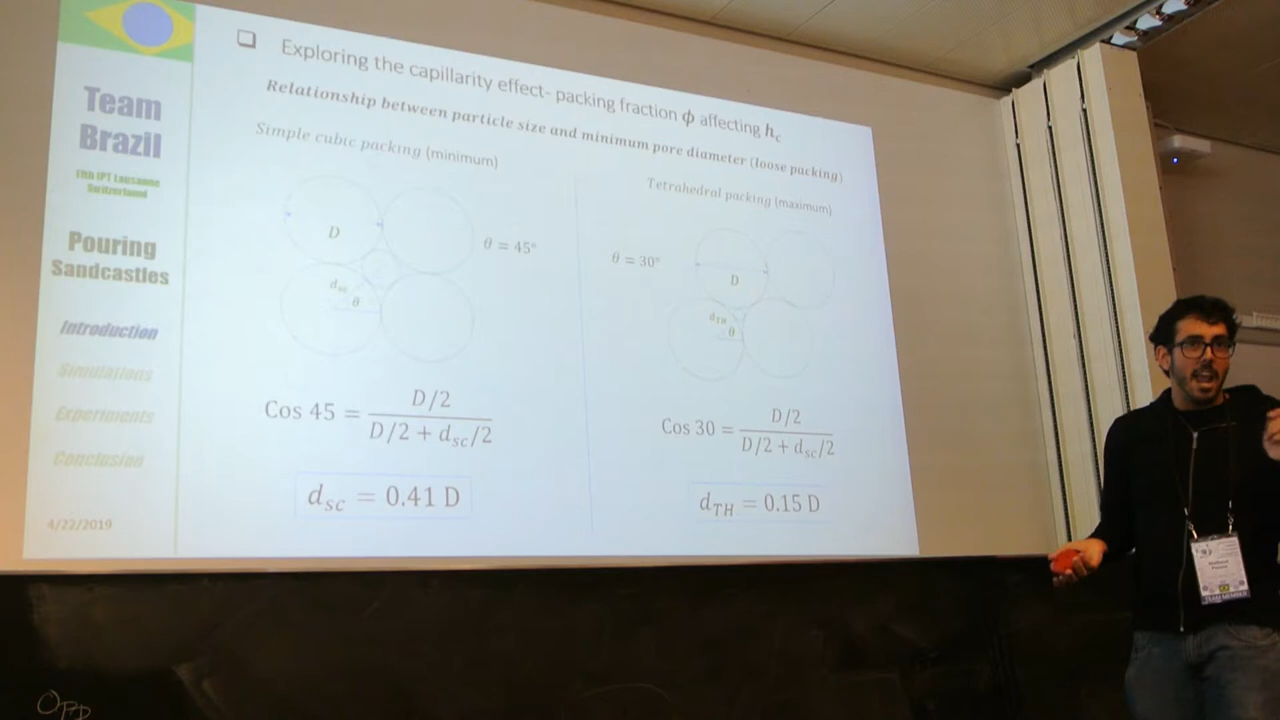 Team
Brazil
11th IPT Lausanne
Switzerland
Pouring
Sandcastles
Introduction
Simulations
Experiments
Conclusion
4/22/2019
❑ Exploring the capillarity effect- packing fraction ϕ affecting h_c
Relationship between particle size and minimum pore diameter (loose packing)
Simple cubic packing (minimum)
D
θ = 45°
d_sc
θ
Cos 45 = D/2 / D/2 + d_sc/2
d_sc = 0.41 D
Tetrahedral packing (maximum)
θ = 30°
D
d_TH
θ
Cos 30 = D/2 / D/2 + d_sc/2
d_TH = 0.15 D
TEAM MEMBER
OPP